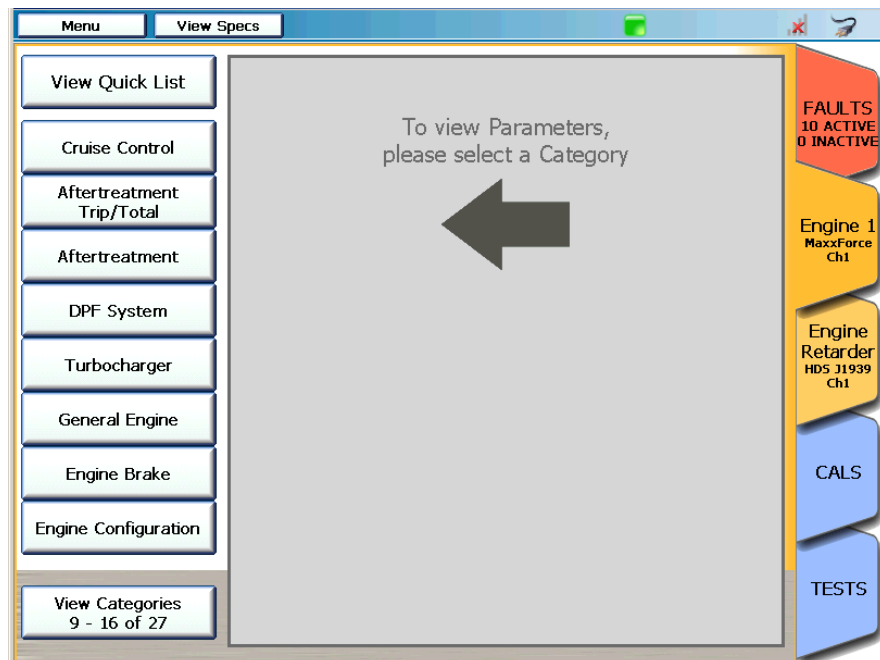 Menu
View Specs
View Quick List
Cruise Control
Aftertreatment
Trip/Total
Aftertreatment
DPF System
Turbocharger
General Engine
Engine Brake
Engine Configuration
View Categories
9 - 16 of 27
To view Parameters,
please select a Category
FAULTS
10 ACTIVE
0 INACTIVE
Engine 1
MaxxForce
Ch1
Engine
Retarder
HDS J1939
Ch1
CALS
TESTS